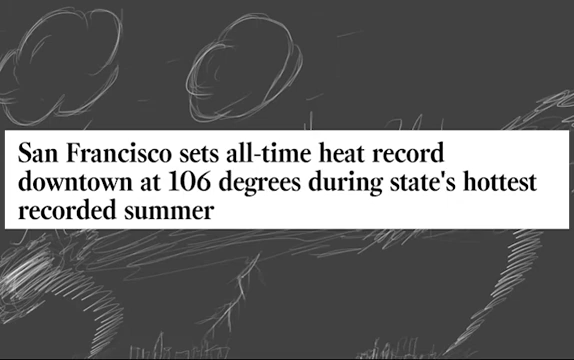 San Francisco sets all-time heat record
downtown at 106 degrees during state's hottest
recorded summer